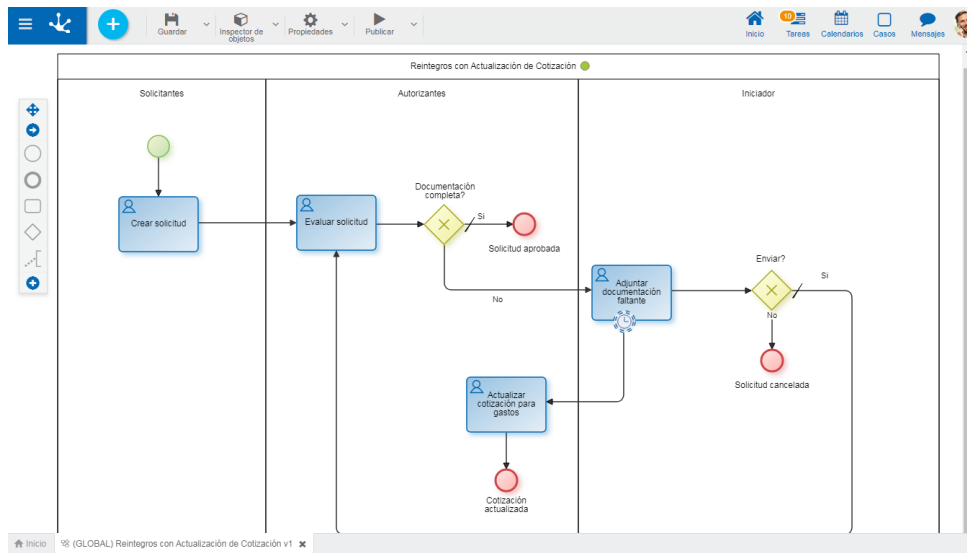 Guardar
Inspector de
objetos
Propiedades
Publicar
Inicio
10
Tareas
Calendarios
Casos
Mensajes
Reintegros con Actualización de Cotización
Solicitantes
Autorizantes
Iniciador
Crear solicitud
Evaluar solicitud
Documentación
completa?
Si
Solicitud aprobada
No
Adjuntar
documentación
faltante
Enviar?
Si
No
Solicitud cancelada
Actualizar
cotización para
gastos
Cotización
actualizada
Inicio
(GLOBAL) Reintegros con Actualización de Cotización v1